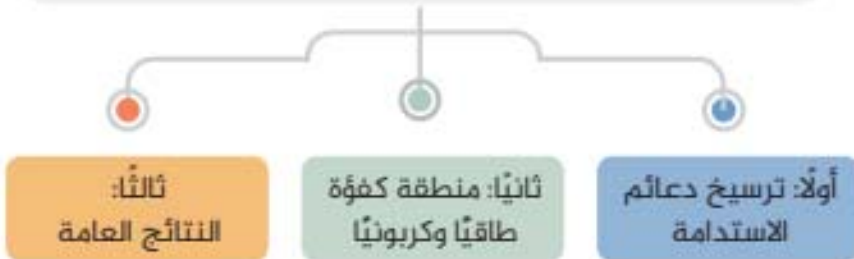 أولًا: ترسيخ دعائم
الاستدامة
ثانيًا: منطقة كفؤة
طاقيًا وكربونيًا
ثالثًا:
النتائج العامة